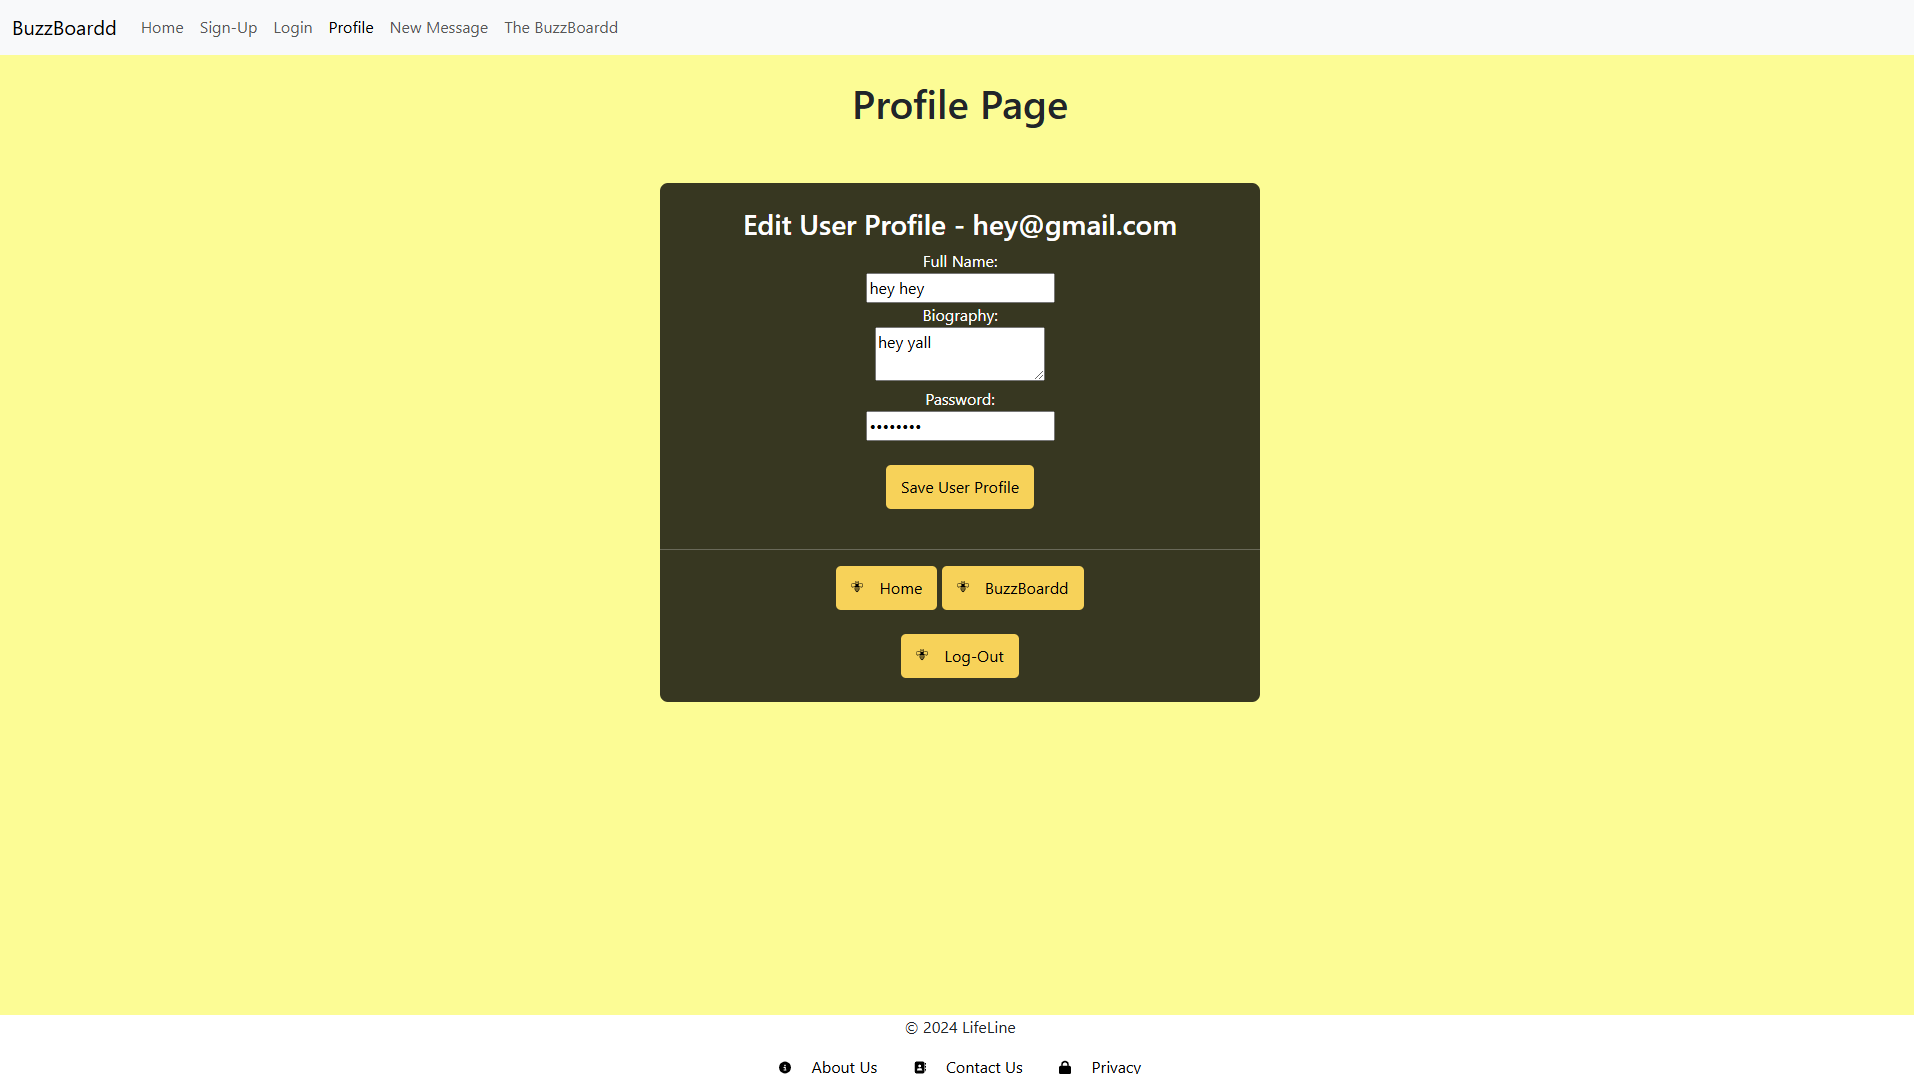 BuzzBoardd Home Sign-Up Login Profile New Message The BuzzBoardd
Profile Page
Edit User Profile - hey@gmail.com
Full Name:
hey hey
Biography:
hey yall
Password:
••••••••
Save User Profile
Home BuzzBoardd
Log-Out
© 2024 LifeLine
About Us Contact Us Privacy